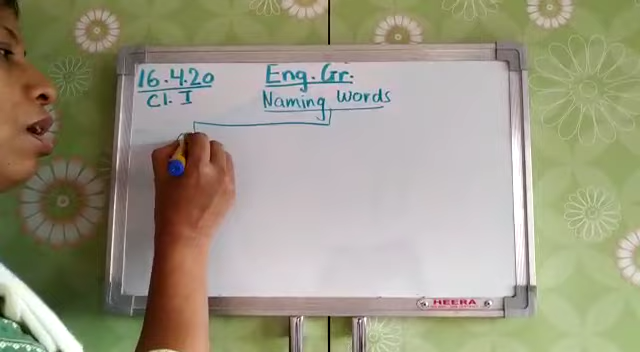 16.4.20
Cl. I
Eng. Gr.
Naming words
HEERA